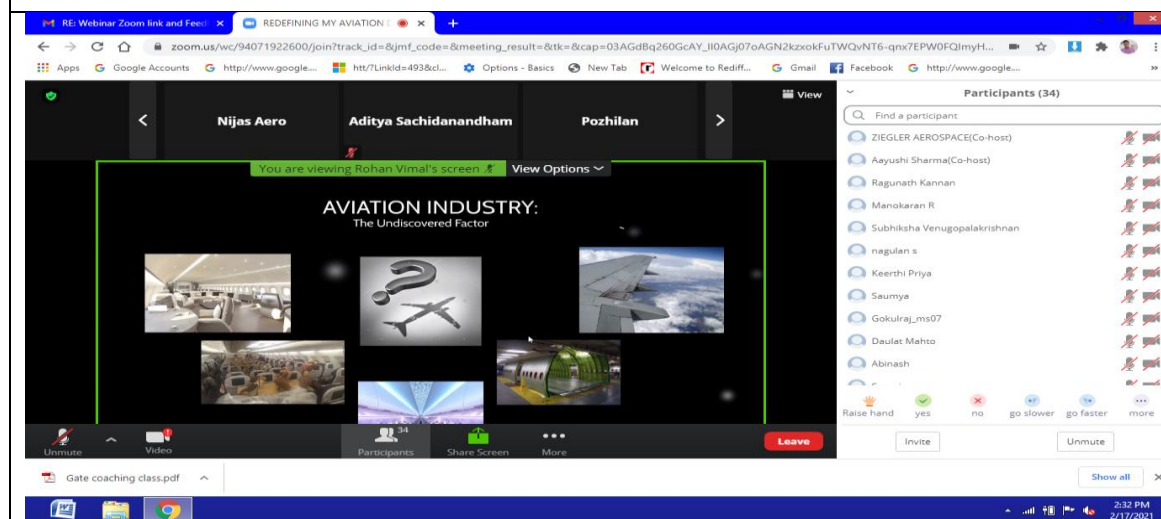 RE: Webinar Zoom link and Feed
REDEFINING MY AVIATION
zoom.us/wc/94071922600/join?track_id=&jmf_code=&meeting_result=&tk=&cap=
Apps Google Accounts http://www.google.... htt/?LinkId=493&cl... Options - Basics New Tab Welcome to Rediff... Gmail Facebook http://www.google....
View
Nijas Aero Aditya Sachidanandham Pozhilan
You are viewing Rohan Vimal's screen View Options
AVIATION INDUSTRY:
The Undiscovered Factor
Participants (34)
Find a participant
ZIEGLER AEROSPACE(Co-host)
Aayushi Sharma(Co-host)
Ragunath Kannan
Manokaran R
Subhiksha Venugopalakrishnan
nagulan s
Keerthi Priya
Saumya
Gokulraj_ms07
Daulat Mahto
Abinash
Raise hand yes no go slower go faster more
Invite Unmute
Unmute Video Participants 34 Share Screen More Leave
Gate coaching class.pdf Show all
2:32 PM
2/17/2021